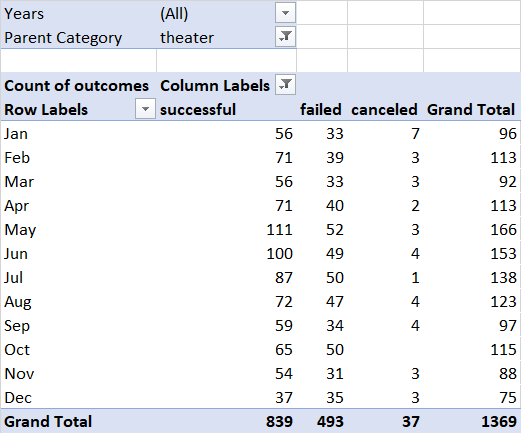 Years (All)
Parent Category theater
Count of outcomes Column Labels
Row Labels successful failed canceled Grand Total
Jan 56 33 7 96
Feb 71 39 3 113
Mar 56 33 3 92
Apr 71 40 2 113
May 111 52 3 166
Jun 100 49 4 153
Jul 87 50 1 138
Aug 72 47 4 123
Sep 59 34 4 97
Oct 65 50 115
Nov 54 31 3 88
Dec 37 35 3 75
Grand Total 839 493 37 1369